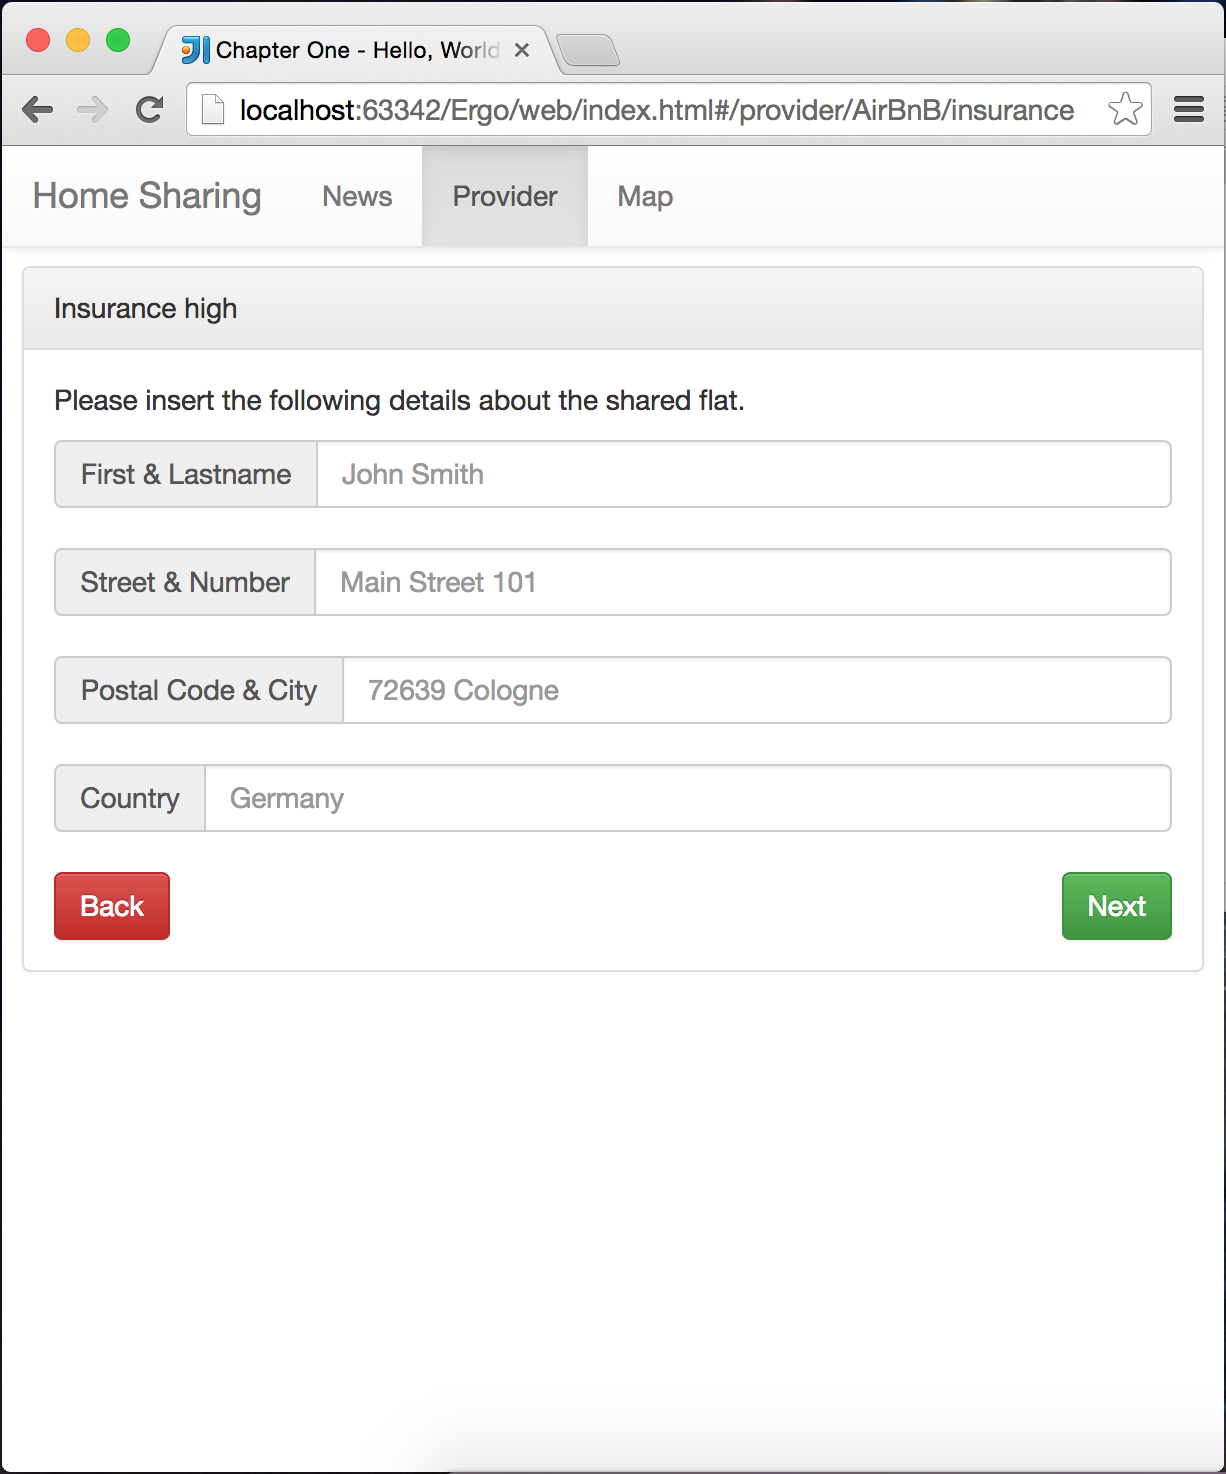 Chapter One - Hello, World
localhost:63342/Ergo/web/index.html#/provider/AirBnB/insurance
Home Sharing News Provider Map
Insurance high
Please insert the following details about the shared flat.
First & Lastname John Smith
Street & Number Main Street 101
Postal Code & City 72639 Cologne
Country Germany
Back Next